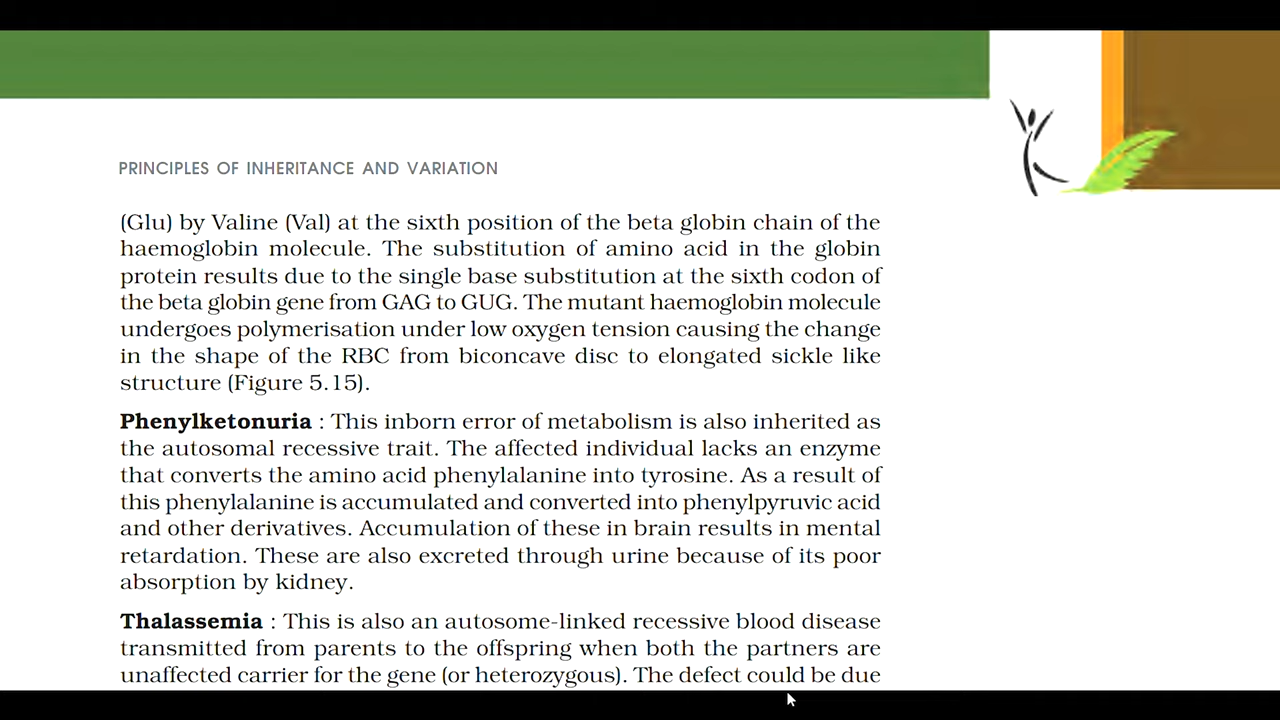 PRINCIPLES OF INHERITANCE AND VARIATION
(Glu) by Valine (Val) at the sixth position of the beta globin chain of the
haemoglobin molecule. The substitution of amino acid in the globin
protein results due to the single base substitution at the sixth codon of
the beta globin gene from GAG to GUG. The mutant haemoglobin molecule
undergoes polymerisation under low oxygen tension causing the change
in the shape of the RBC from biconcave disc to elongated sickle like
structure (Figure 5.15).
Phenylketonuria : This inborn error of metabolism is also inherited as
the autosomal recessive trait. The affected individual lacks an enzyme
that converts the amino acid phenylalanine into tyrosine. As a result of
this phenylalanine is accumulated and converted into phenylpyruvic acid
and other derivatives. Accumulation of these in brain results in mental
retardation. These are also excreted through urine because of its poor
absorption by kidney.
Thalassemia : This is also an autosome-linked recessive blood disease
transmitted from parents to the offspring when both the partners are
unaffected carrier for the gene (or heterozygous). The defect could be due